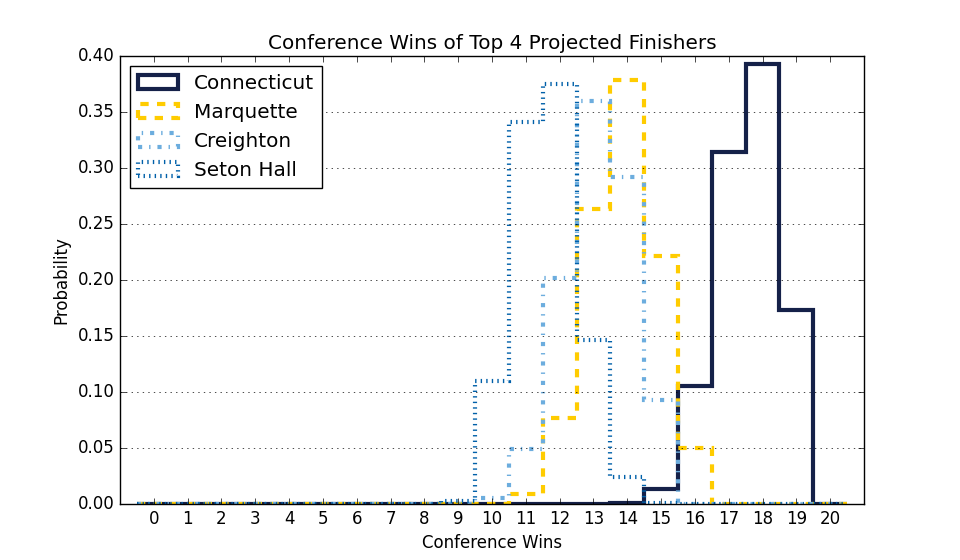 Conference Wins of Top 4 Projected Finishers
Connecticut
Marquette
Creighton
Seton Hall
0.40
0.35
0.30
0.25
0.20
0.15
0.10
0.05
0.00
Probability
0 1 2 3 4 5 6 7 8 9 10 11 12 13 14 15 16 17 18 19 20
Conference Wins